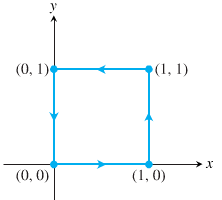 y
(0, 1) (1, 1)
x
(0, 0) (1, 0)